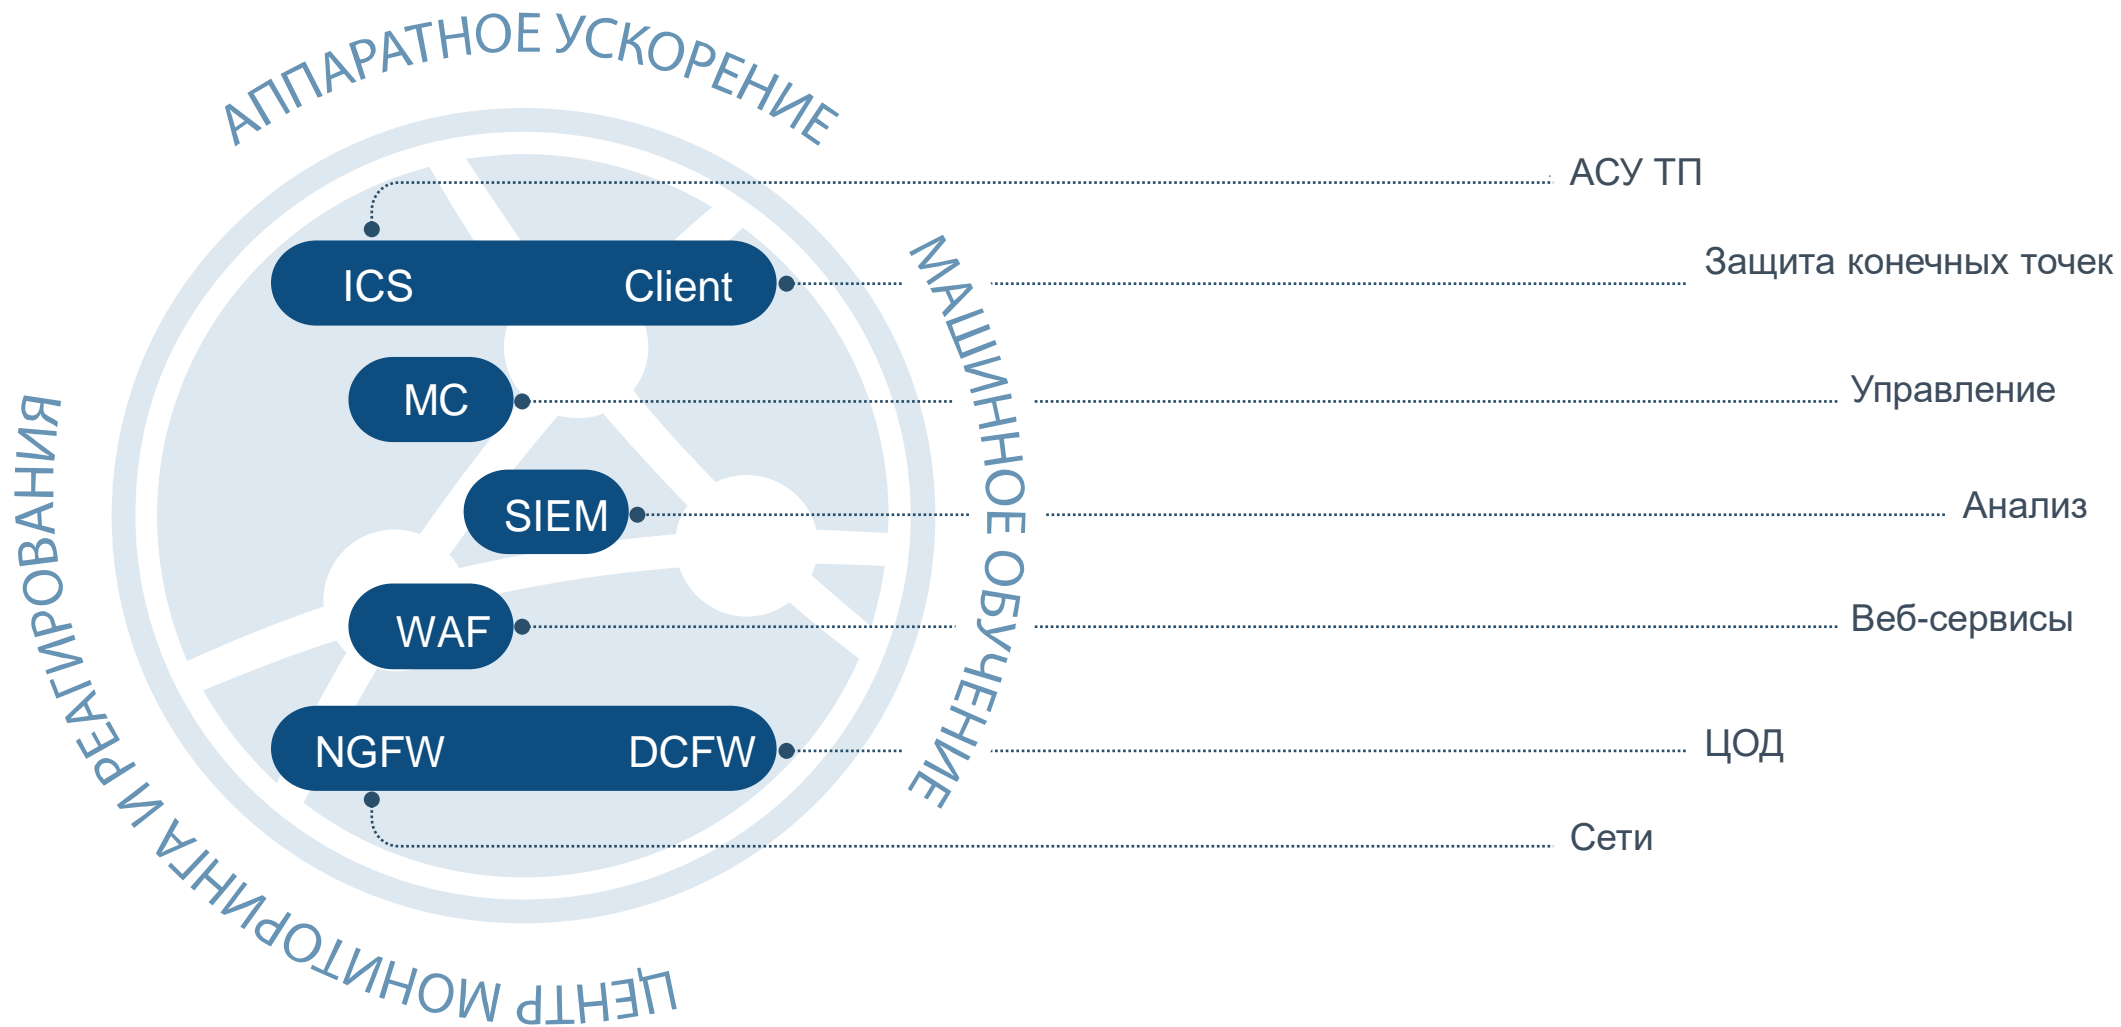 АППАРАТНОЕ УСКОРЕНИЕ
МАШИННОЕ ОБУЧЕНИЕ
ЦЕНТР МОНИТОРИНГА И РЕАГИРОВАНИЯ
АСУ ТП
ICS Client
Защита конечных точек
MC
Управление
SIEM
Анализ
WAF
Веб-сервисы
NGFW DCFW
ЦОД
Сети